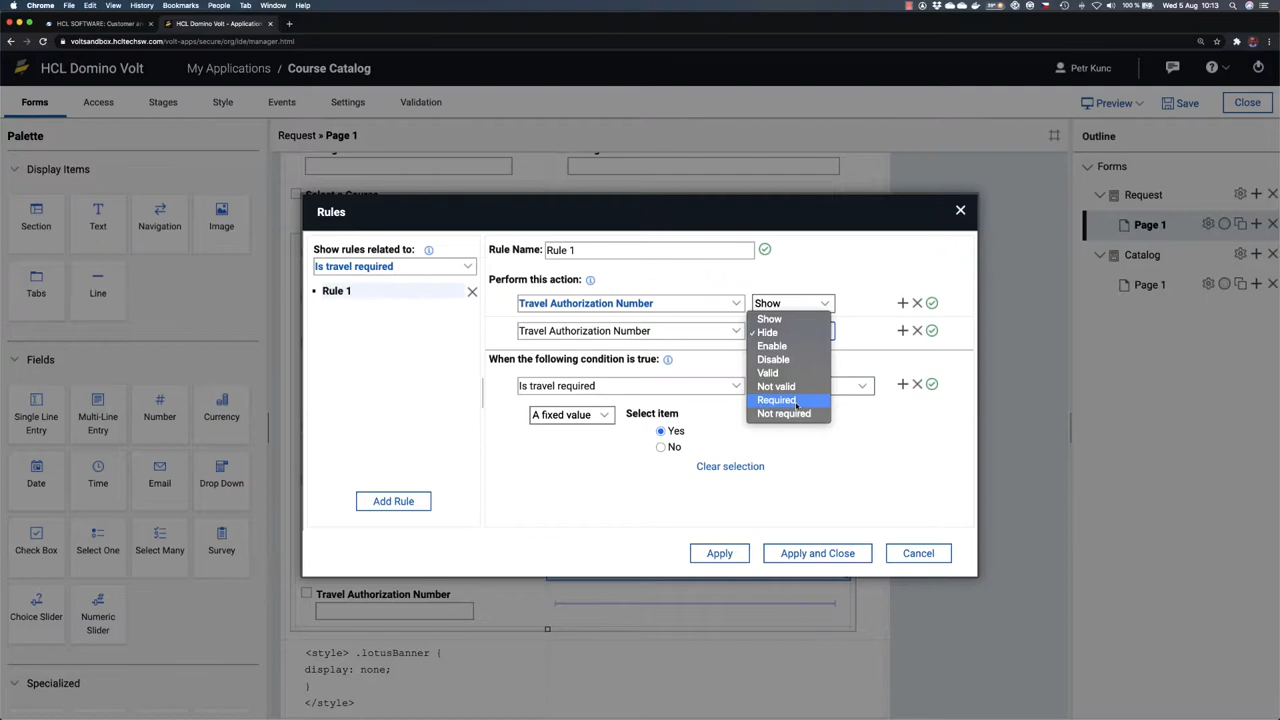 Chrome File Edit View History Bookmarks People Tab Window Help
100 % Wed 5 Aug 10:13
HCL SOFTWARE: Customer an
HCL Domino Volt - Application
voltsandbox.hcltechsw.com/volt-apps/secure/org/ide/manager.html
HCL Domino Volt
My Applications / Course Catalog
Petr Kunc
Forms Access Stages Style Events Settings Validation
Preview Save Close
Palette
Request » Page 1
Outline
Display Items
Section Text Navigation Image
Tabs Line
Fields
Single Line Entry
Multi-Line Entry
Number
Currency
Date Time Email Drop Down
Check Box Select One Select Many Survey
Choice Slider
Numeric Slider
Specialized
Select a Course
Rules
Show rules related to:
Is travel required
Rule 1
Add Rule
Rule Name: Rule 1
Perform this action:
Travel Authorization Number Show
Travel Authorization Number
Show
Hide
Enable
Disable
Valid
Not valid
Required
Not required
When the following condition is true:
Is travel required
A fixed value Select item
Yes
No
Clear selection
Apply Apply and Close Cancel
Travel Authorization Number
<style> .lotusBanner {
display: none;
}
</style>
Forms
Request
Page 1
Catalog
Page 1